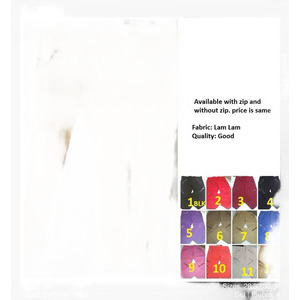 Available with zip and
without zip. price is same
Fabric: Lam Lam
Quality: Good
1BLK 2 3 4
5 6 7 8
9 10 11